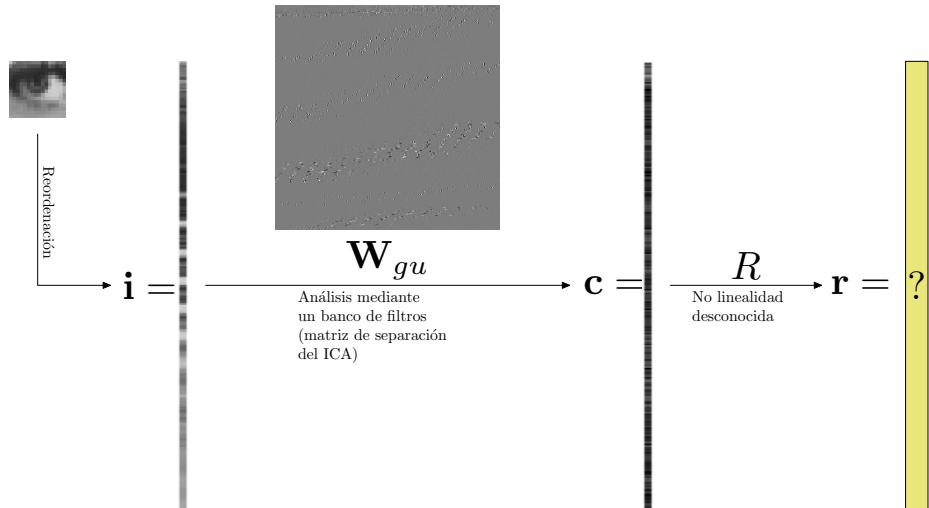 Reordenación
i =
W_gu
Análisis mediante
un banco de filtros
(matriz de separación
del ICA)
c =
R
No linealidad
desconocida
r =
?